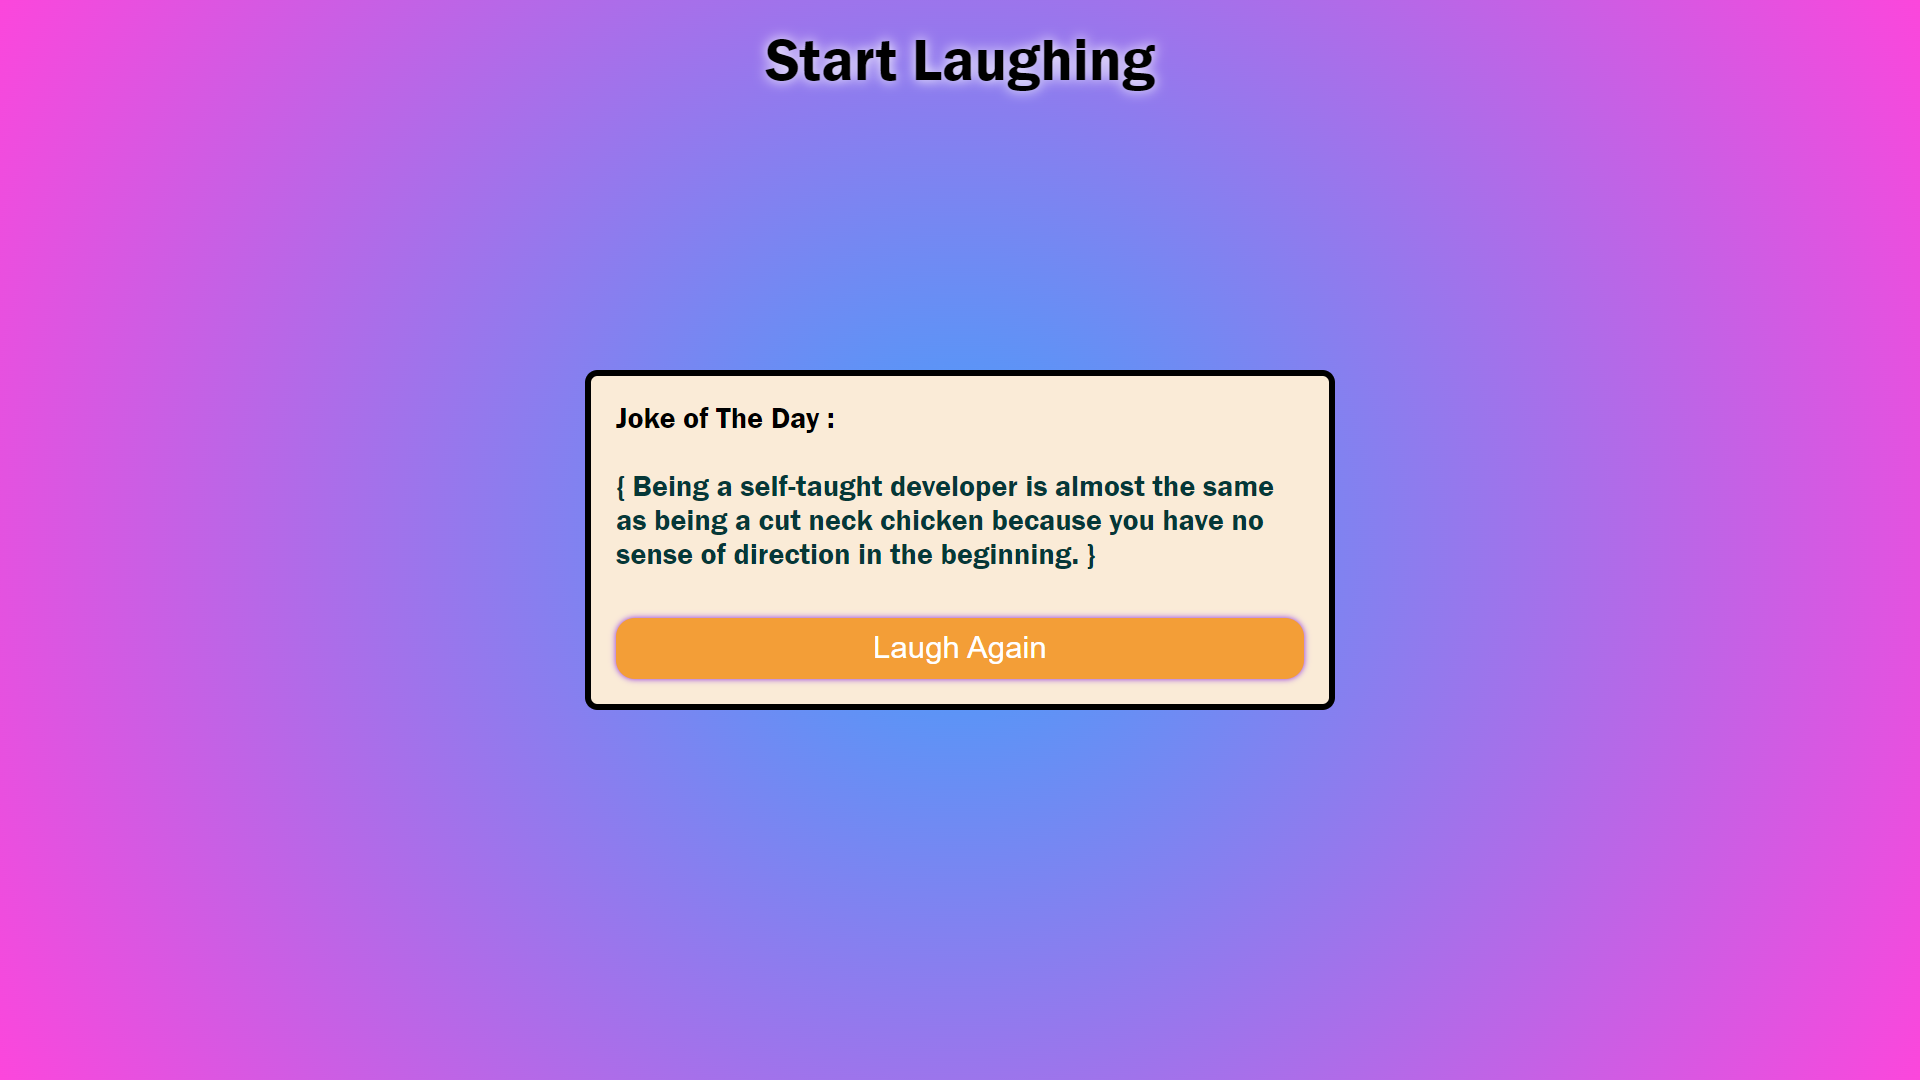 Start Laughing
Joke of The Day :
{ Being a self-taught developer is almost the same
as being a cut neck chicken because you have no
sense of direction in the beginning. }
Laugh Again